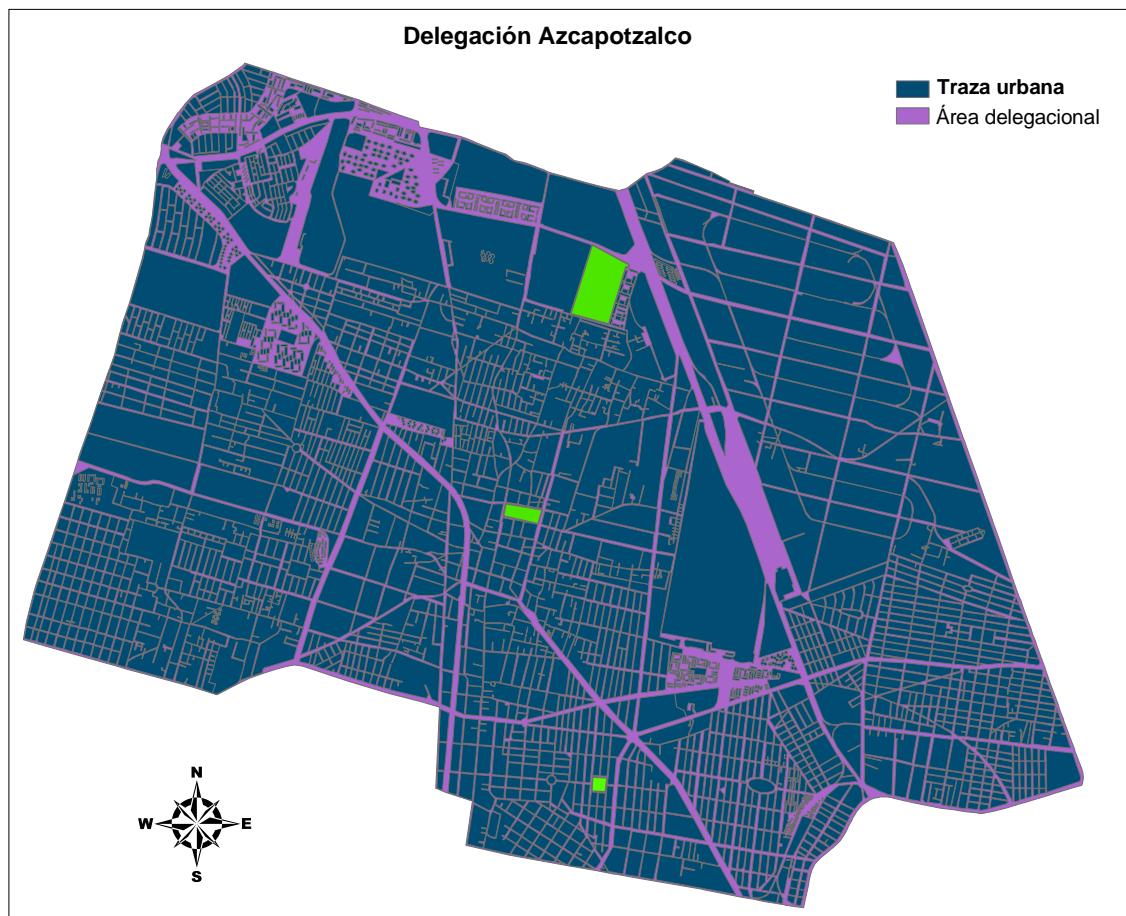 Delegación Azcapotzalco
Traza urbana
Área delegacional
N
W E
S